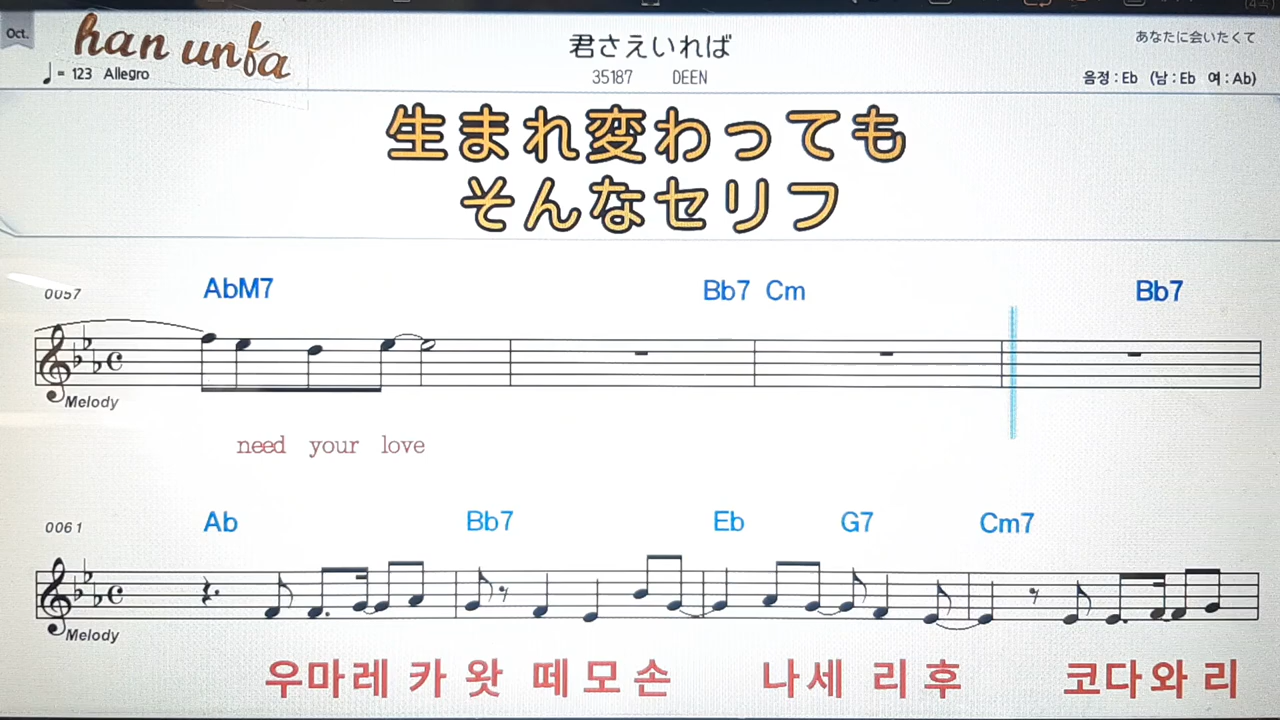 Oct.
han unfa
♩= 123 Allegro
君さえいれば
35187 DEEN
あなたに会いたくて
음정 : Eb (남 : Eb 여 : Ab)
生まれ変わっても
そんなセリフ
0057
AbM7 Bb7 Cm Bb7
Melody
need your love
0061
Ab Bb7 Eb G7 Cm7
Melody
우마레 카 왓 떼 모 손 나세 리 후 코다와 리